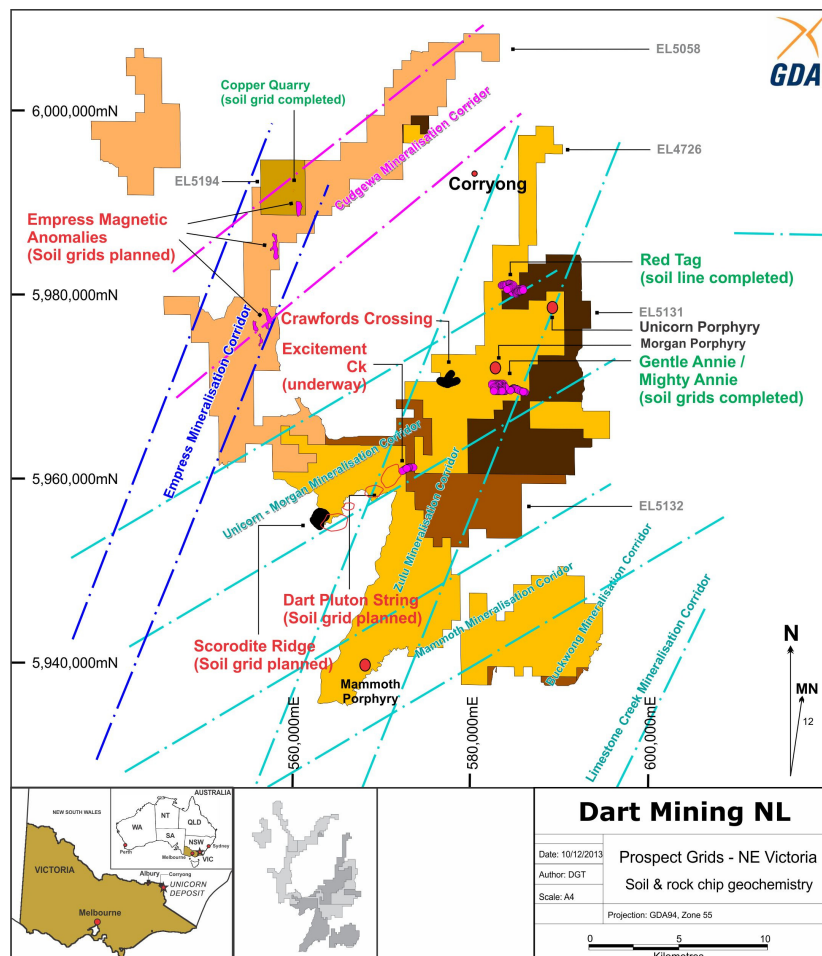 EL5058
GDA
Copper Quarry
(soil grid completed)
6,000,000mN
Cudgewa Mineralisation Corridor
EL4726
EL5194
Corryong
Empress Magnetic
Anomalies
(Soil grids planned)
Red Tag
(soil line completed)
5,980,000mN
Crawfords Crossing
EL5131
Unicorn Porphyry
Morgan Porphyry
Excitement
Ck
(underway)
Gentle Annie /
Mighty Annie
(soil grids completed)
Empress Mineralisation Corridor
5,960,000mN
Unicorn - Morgan Mineralisation Corridor
EL5132
Zulu Mineralisation Corridor
Dart Pluton String
(Soil grid planned)
Mammoth Mineralisation Coridor
Buckwong Mineralisation Corridor
Scorodite Ridge
(Soil grid planned)
Limestone Creek Mineralisation Corridor
5,940,000mN
Mammoth
Porphyry
N
MN
12
560,000mE
580,000mE
600,000mE
NEW SOUTH WALES
AUSTRALIA
WA
NT
QLD
SA
NSW
Perth
Sydney
Melbourne
VIC
VICTORIA
Albury
Corryong
UNICORN
DEPOSIT
Melbourne
Dart Mining NL
Date: 10/12/2013
Author: DGT
Scale: A4
Prospect Grids - NE Victoria
Soil & rock chip geochemistry
Projection: GDA94, Zone 55
0
5
10
Kilometres